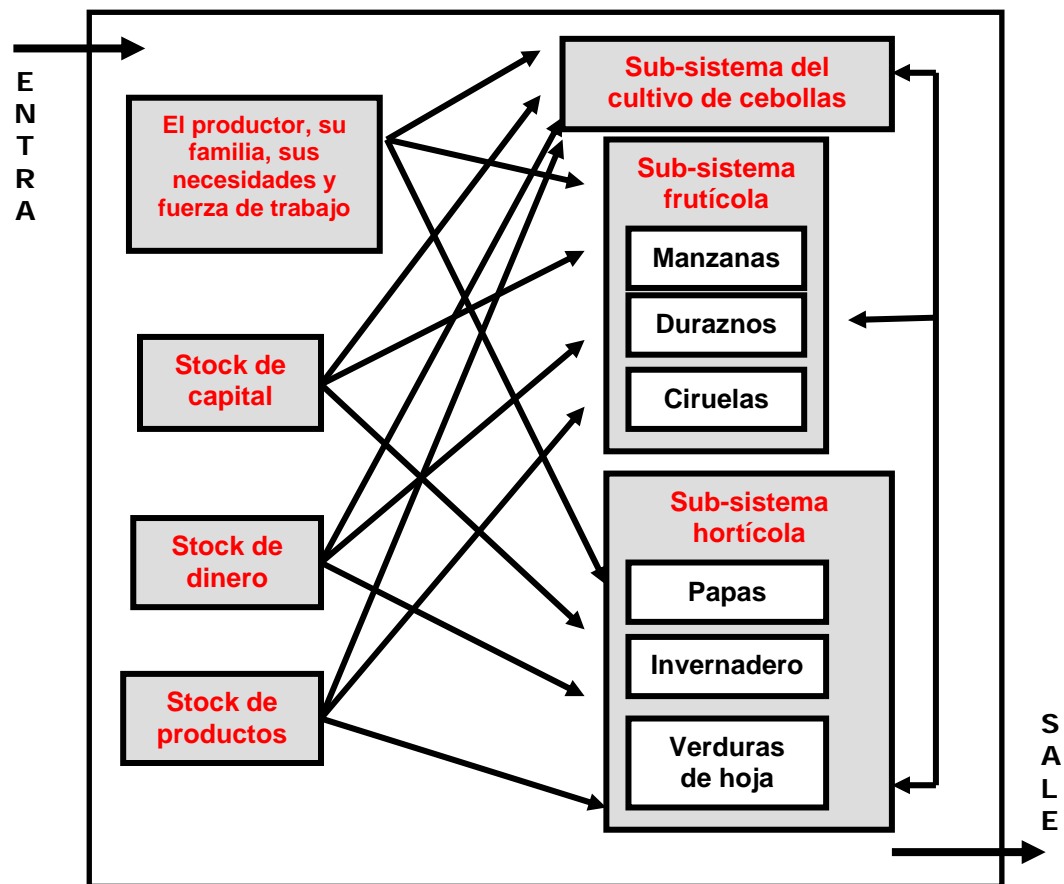 E
N
T
R
A
El productor, su
familia, sus
necesidades y
fuerza de trabajo
Stock de
capital
Stock de
dinero
Stock de
productos
Sub-sistema del
cultivo de cebollas
Sub-sistema
frutícola
Manzanas
Duraznos
Ciruelas
Sub-sistema
hortícola
Papas
Invernadero
Verduras
de hoja
S
A
L
E